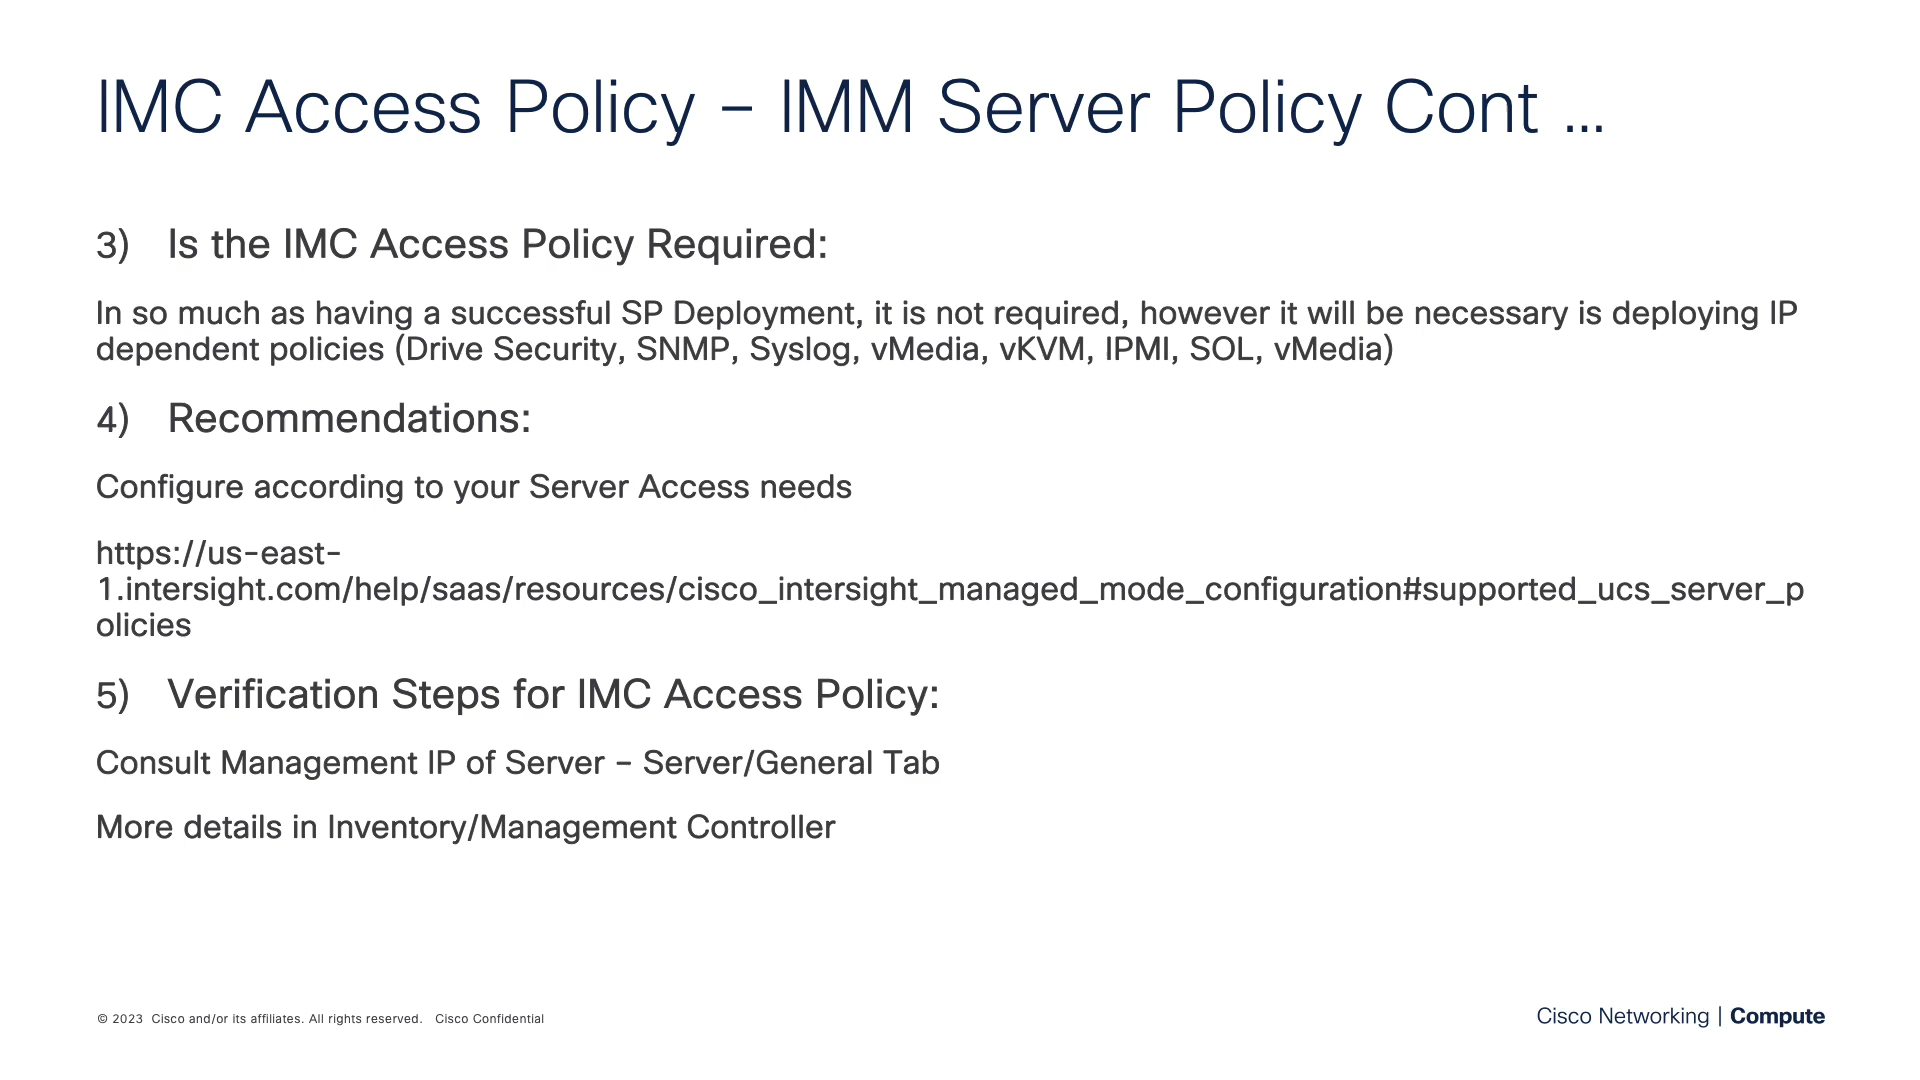 IMC Access Policy – IMM Server Policy Cont …
3) Is the IMC Access Policy Required:
In so much as having a successful SP Deployment, it is not required, however it will be necessary is deploying IP
dependent policies (Drive Security, SNMP, Syslog, vMedia, vKVM, IPMI, SOL, vMedia)
4) Recommendations:
Configure according to your Server Access needs
https://us-east-
1.intersight.com/help/saas/resources/cisco_intersight_managed_mode_configuration#supported_ucs_server_p
olicies
5) Verification Steps for IMC Access Policy:
Consult Management IP of Server – Server/General Tab
More details in Inventory/Management Controller
© 2023 Cisco and/or its affiliates. All rights reserved. Cisco Confidential
Cisco Networking | Compute